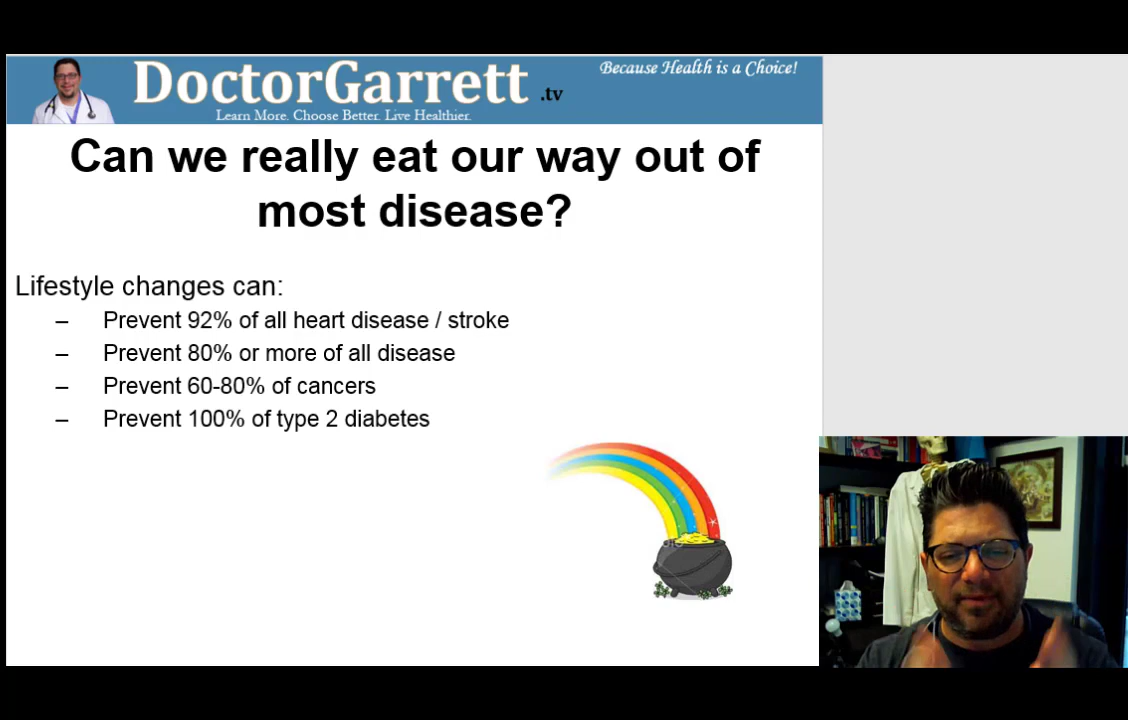 DoctorGarrett .tv
Because Health is a Choice!
Learn More. Choose Better. Live Healthier.
Can we really eat our way out of
most disease?
Lifestyle changes can:
– Prevent 92% of all heart disease / stroke
– Prevent 80% or more of all disease
– Prevent 60-80% of cancers
– Prevent 100% of type 2 diabetes